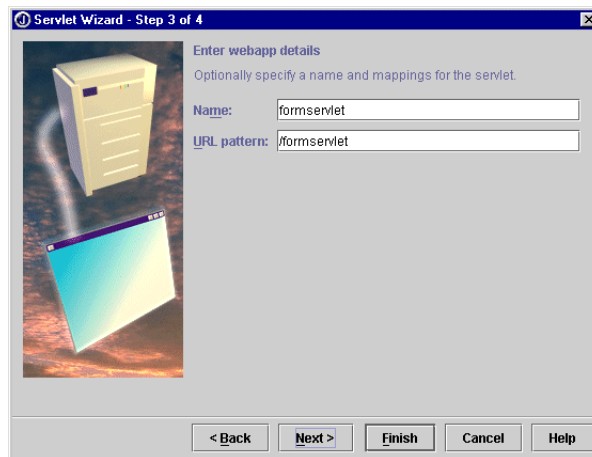 Servlet Wizard - Step 3 of 4
Enter webapp details
Optionally specify a name and mappings for the servlet.
Name: formservlet
URL pattern: /formservlet
< Back Next > Finish Cancel Help